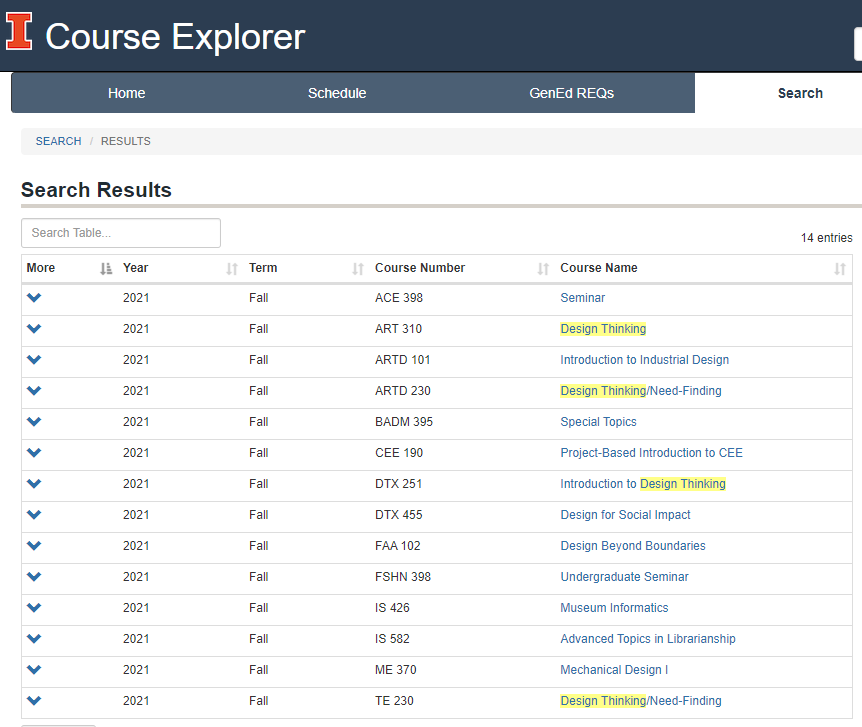 I Course Explorer
Home Schedule GenEd REQs Search
SEARCH / RESULTS
Search Results
Search Table...
14 entries
More Year Term Course Number Course Name
2021 Fall ACE 398 Seminar
2021 Fall ART 310 Design Thinking
2021 Fall ARTD 101 Introduction to Industrial Design
2021 Fall ARTD 230 Design Thinking/Need-Finding
2021 Fall BADM 395 Special Topics
2021 Fall CEE 190 Project-Based Introduction to CEE
2021 Fall DTX 251 Introduction to Design Thinking
2021 Fall DTX 455 Design for Social Impact
2021 Fall FAA 102 Design Beyond Boundaries
2021 Fall FSHN 398 Undergraduate Seminar
2021 Fall IS 426 Museum Informatics
2021 Fall IS 582 Advanced Topics in Librarianship
2021 Fall ME 370 Mechanical Design I
2021 Fall TE 230 Design Thinking/Need-Finding